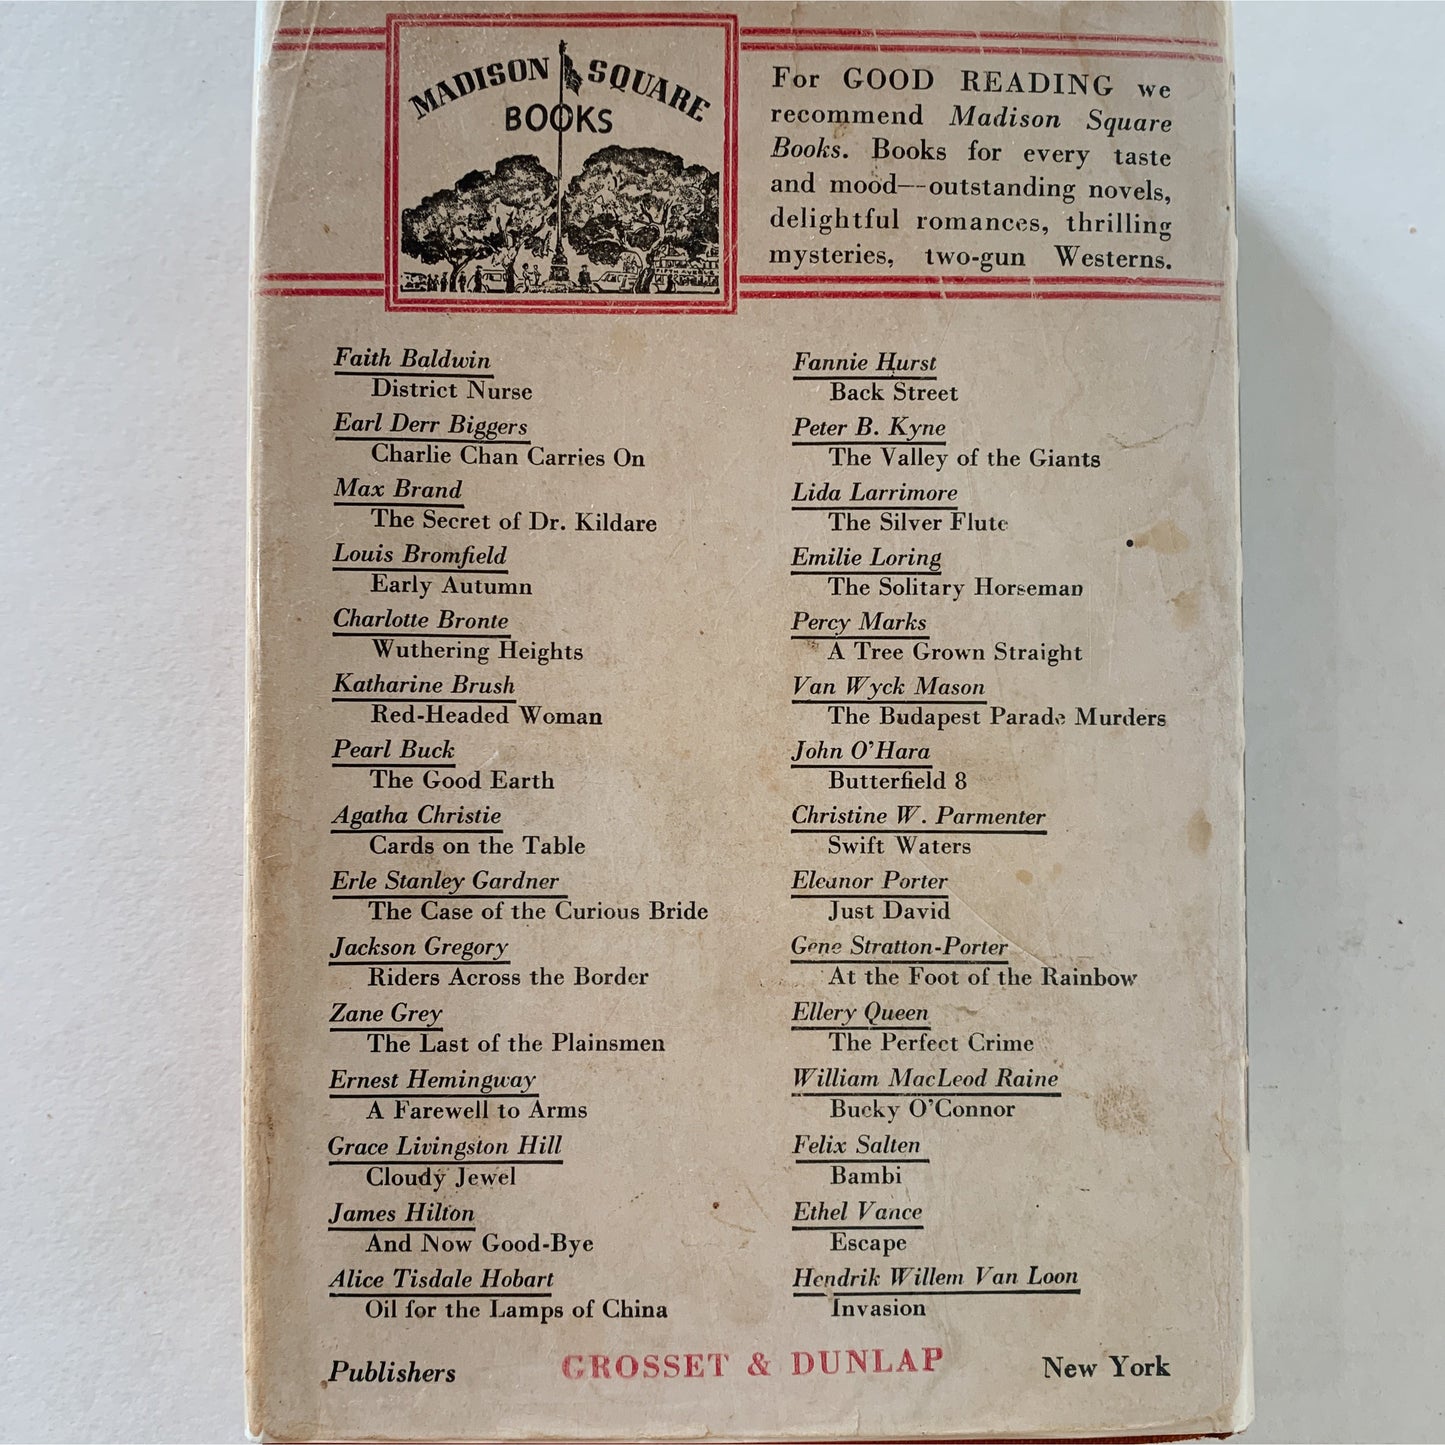 MADISON SQUARE
BOOKS
For GOOD READING we
recommend Madison Square
Books. Books for every taste
and mood—outstanding novels,
delightful romances, thrilling
mysteries, two-gun Westerns.
Faith Baldwin
District Nurse
Earl Derr Biggers
Charlie Chan Carries On
Max Brand
The Secret of Dr. Kildare
Louis Bromfield
Early Autumn
Charlotte Bronte
Wuthering Heights
Katharine Brush
Red-Headed Woman
Pearl Buck
The Good Earth
Agatha Christie
Cards on the Table
Erle Stanley Gardner
The Case of the Curious Bride
Jackson Gregory
Riders Across the Border
Zane Grey
The Last of the Plainsmen
Ernest Hemingway
A Farewell to Arms
Grace Livingston Hill
Cloudy Jewel
James Hilton
And Now Good-Bye
Alice Tisdale Hobart
Oil for the Lamps of China
Fannie Hurst
Back Street
Peter B. Kyne
The Valley of the Giants
Lida Larrimore
The Silver Flute
Emilie Loring
The Solitary Horseman
Percy Marks
A Tree Grown Straight
Van Wyck Mason
The Budapest Parade Murders
John O'Hara
Butterfield 8
Christine W. Parmenter
Swift Waters
Eleanor Porter
Just David
Gene Stratton-Porter
At the Foot of the Rainbow
Ellery Queen
The Perfect Crime
William MacLeod Raine
Bucky O'Connor
Felix Salten
Bambi
Ethel Vance
Escape
Hendrik Willem Van Loon
Invasion
Publishers GROSSET & DUNLAP New York